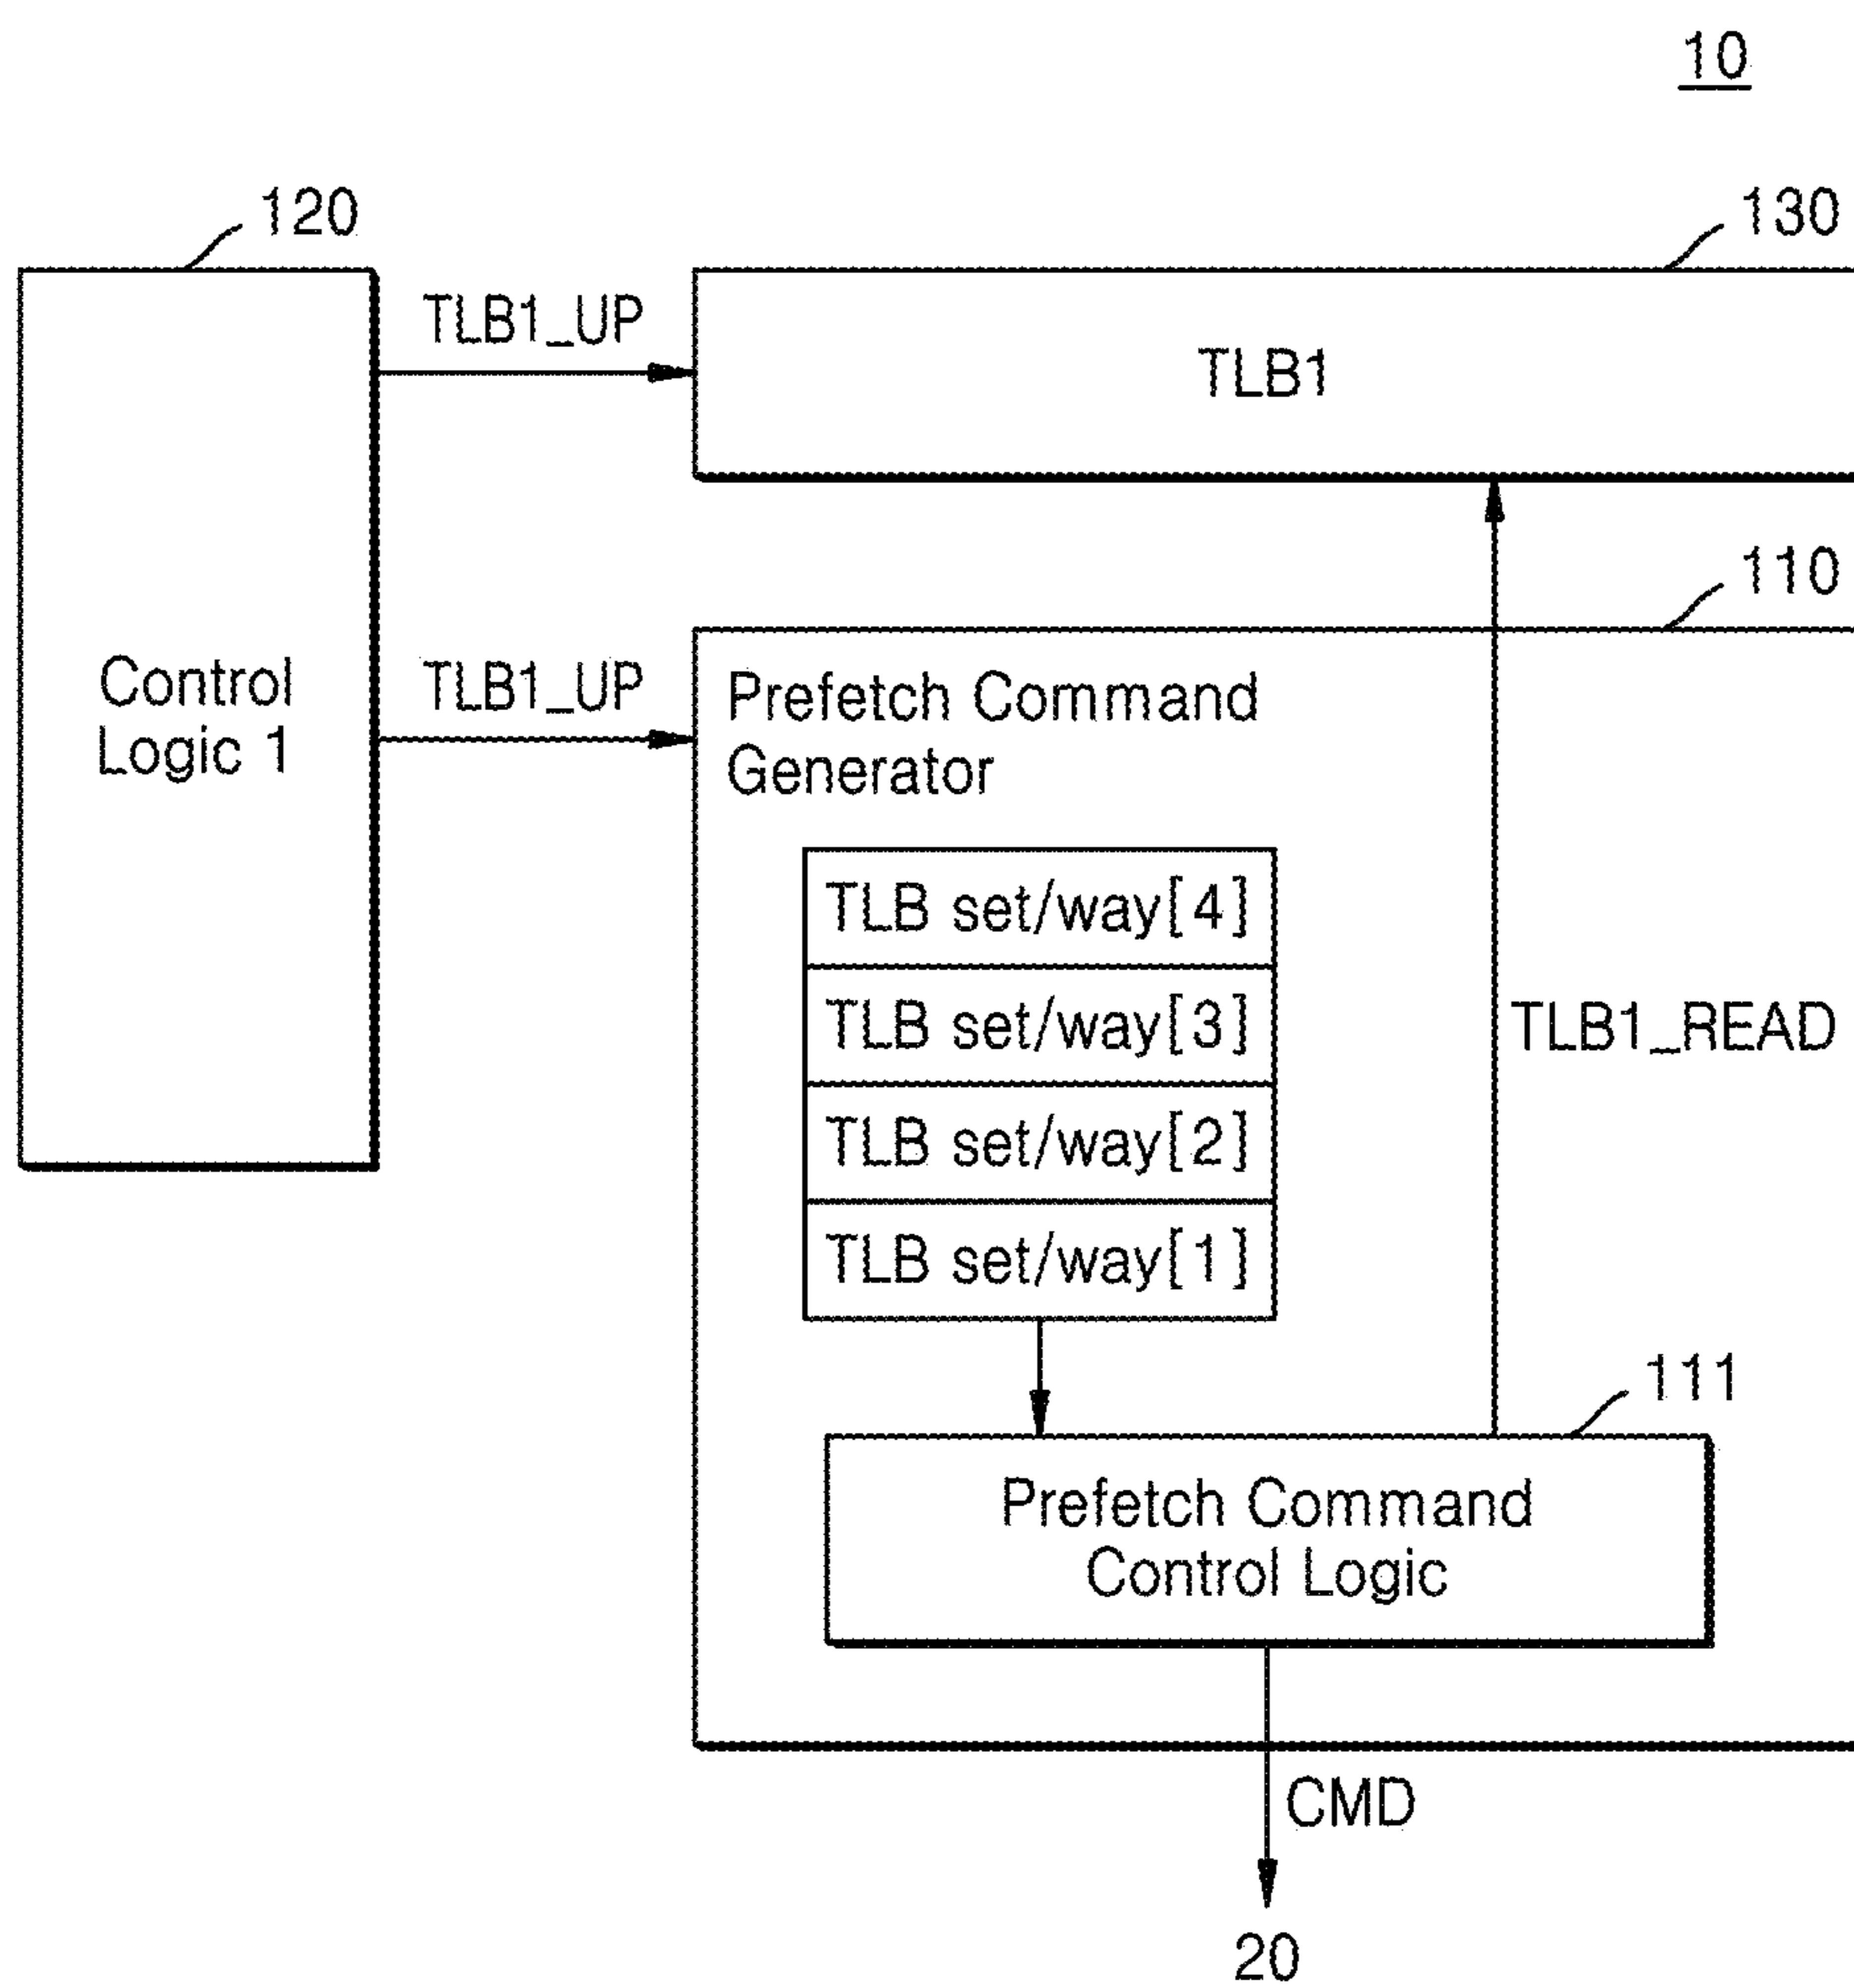 10
120
130
TLB1_UP
TLB1
110
Control
Logic 1
TLB1_UP
Prefetch Command
Generator
TLB set/way[4]
TLB set/way[3]
TLB set/way[2]
TLB set/way[1]
TLB1_READ
111
Prefetch Command
Control Logic
CMD
20